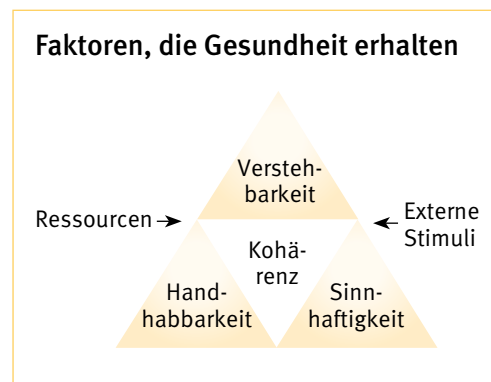 Faktoren, die Gesundheit erhalten
Versteh-
barkeit
Ressourcen
Externe
Stimuli
Kohä-
renz
Hand-
habbarkeit
Sinn-
haftigkeit